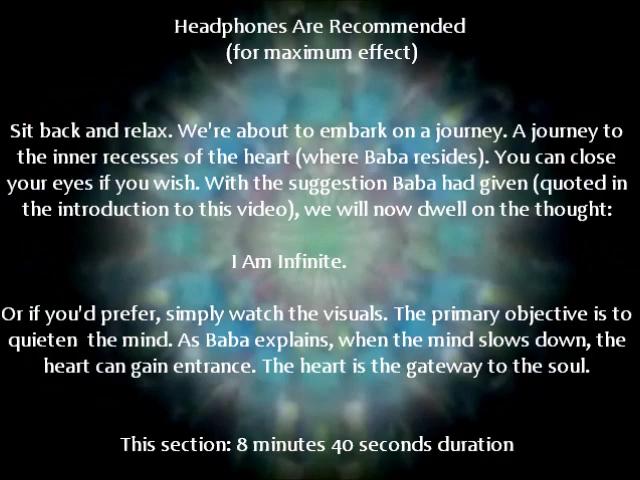 Headphones Are Recommended
(for maximum effect)
Sit back and relax. We're about to embark on a journey. A journey to
the inner recesses of the heart (where Baba resides). You can close
your eyes if you wish. With the suggestion Baba had given (quoted in
the introduction to this video), we will now dwell on the thought:
I Am Infinite.
Or if you'd prefer, simply watch the visuals. The primary objective is to
quieten  the mind. As Baba explains, when the mind slows down, the
heart can gain entrance. The heart is the gateway to the soul.
This section: 8 minutes 40 seconds duration